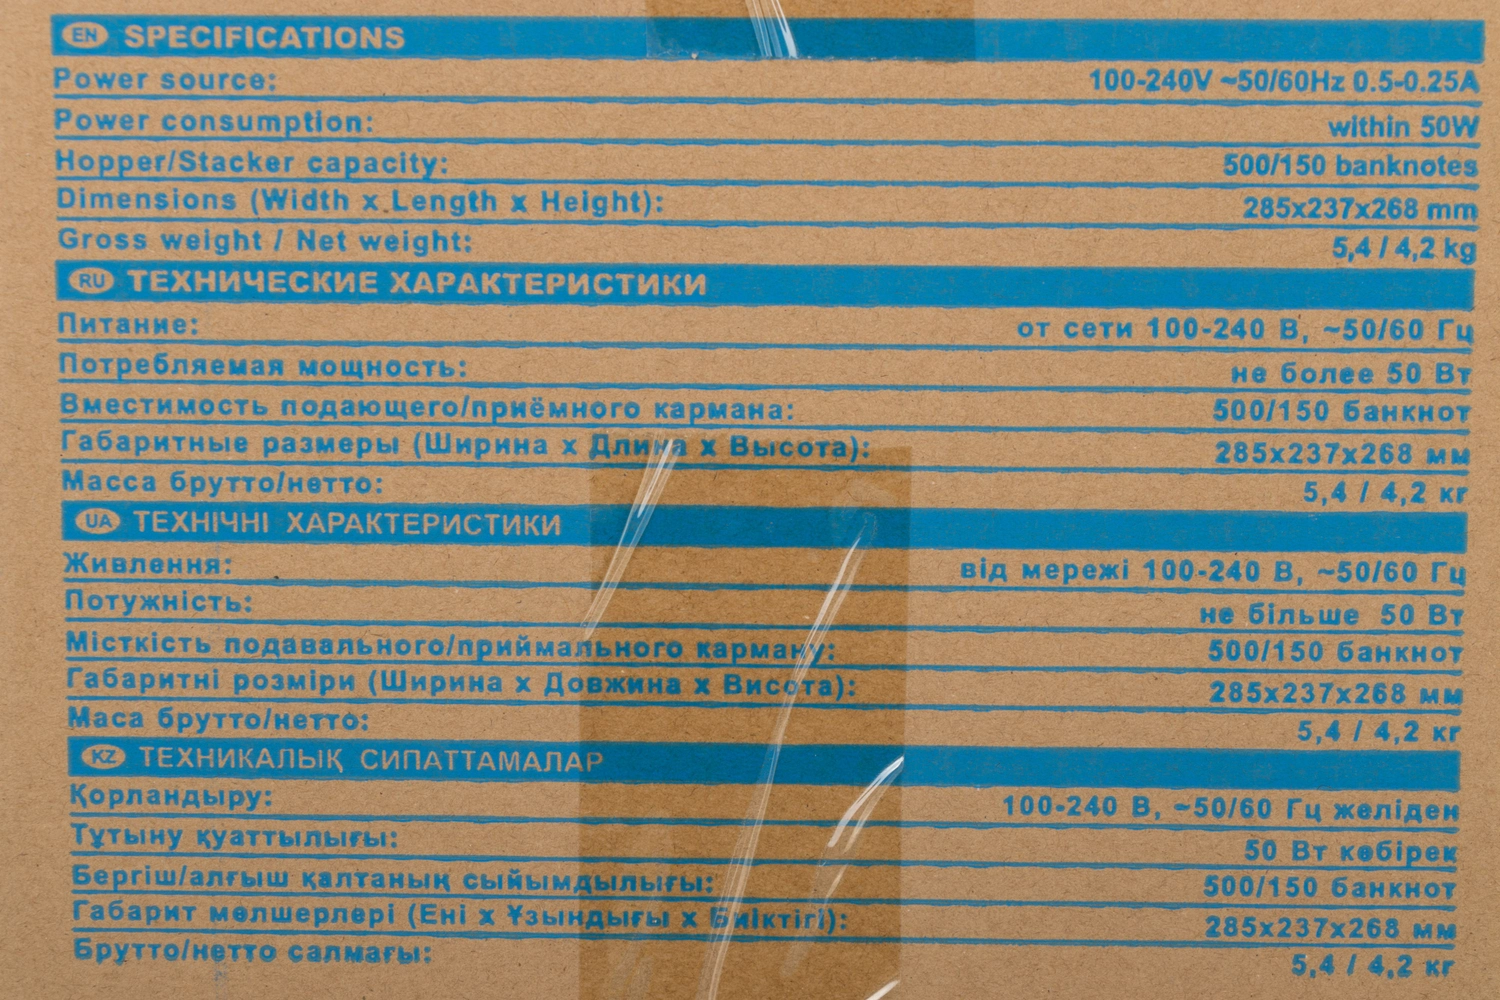 EN SPECIFICATIONS
Power source: 100-240V ~50/60Hz 0.5-0.25A
Power consumption: within 50W
Hopper/Stacker capacity: 500/150 banknotes
Dimensions (Width x Length x Height): 285x237x268 mm
Gross weight / Net weight: 5,4 / 4,2 kg
RU ТЕХНИЧЕСКИЕ ХАРАКТЕРИСТИКИ
Питание: от сети 100-240 В, ~50/60 Гц
Потребляемая мощность: не более 50 Вт
Вместимость подающего/приёмного кармана: 500/150 банкнот
Габаритные размеры (Ширина х Длина х Высота): 285х237х268 мм
Масса брутто/нетто: 5,4 / 4,2 кг
UA ТЕХНІЧНІ ХАРАКТЕРИСТИКИ
Живлення: від мережі 100-240 В, ~50/60 Гц
Потужність: не більше 50 Вт
Місткість подавального/приймального карману: 500/150 банкнот
Габаритні розміри (Ширина х Довжина х Висота): 285х237х268 мм
Маса брутто/нетто: 5,4 / 4,2 кг
KZ ТЕХНИКАЛЫҚ СИПАТТАМАЛАР
Қорландыру: 100-240 В, ~50/60 Гц желіден
Тұтыну қуаттылығы: 50 Вт көбірек
Бергіш/алғыш қалтаның сыйымдылығы: 500/150 банкнот
Габарит мөлшерлері (Ені х Ұзындығы х Биіктігі): 285х237х268 мм
Брутто/нетто салмағы: 5,4 / 4,2 кг